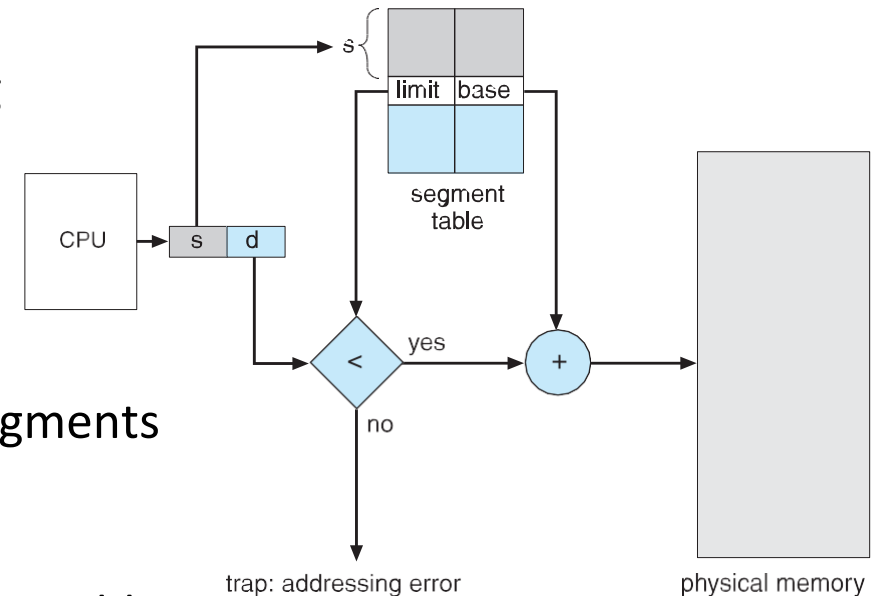 s
limit base
segment
table
CPU
s d
<
yes
+
no
gments
trap: addressing error
physical memory